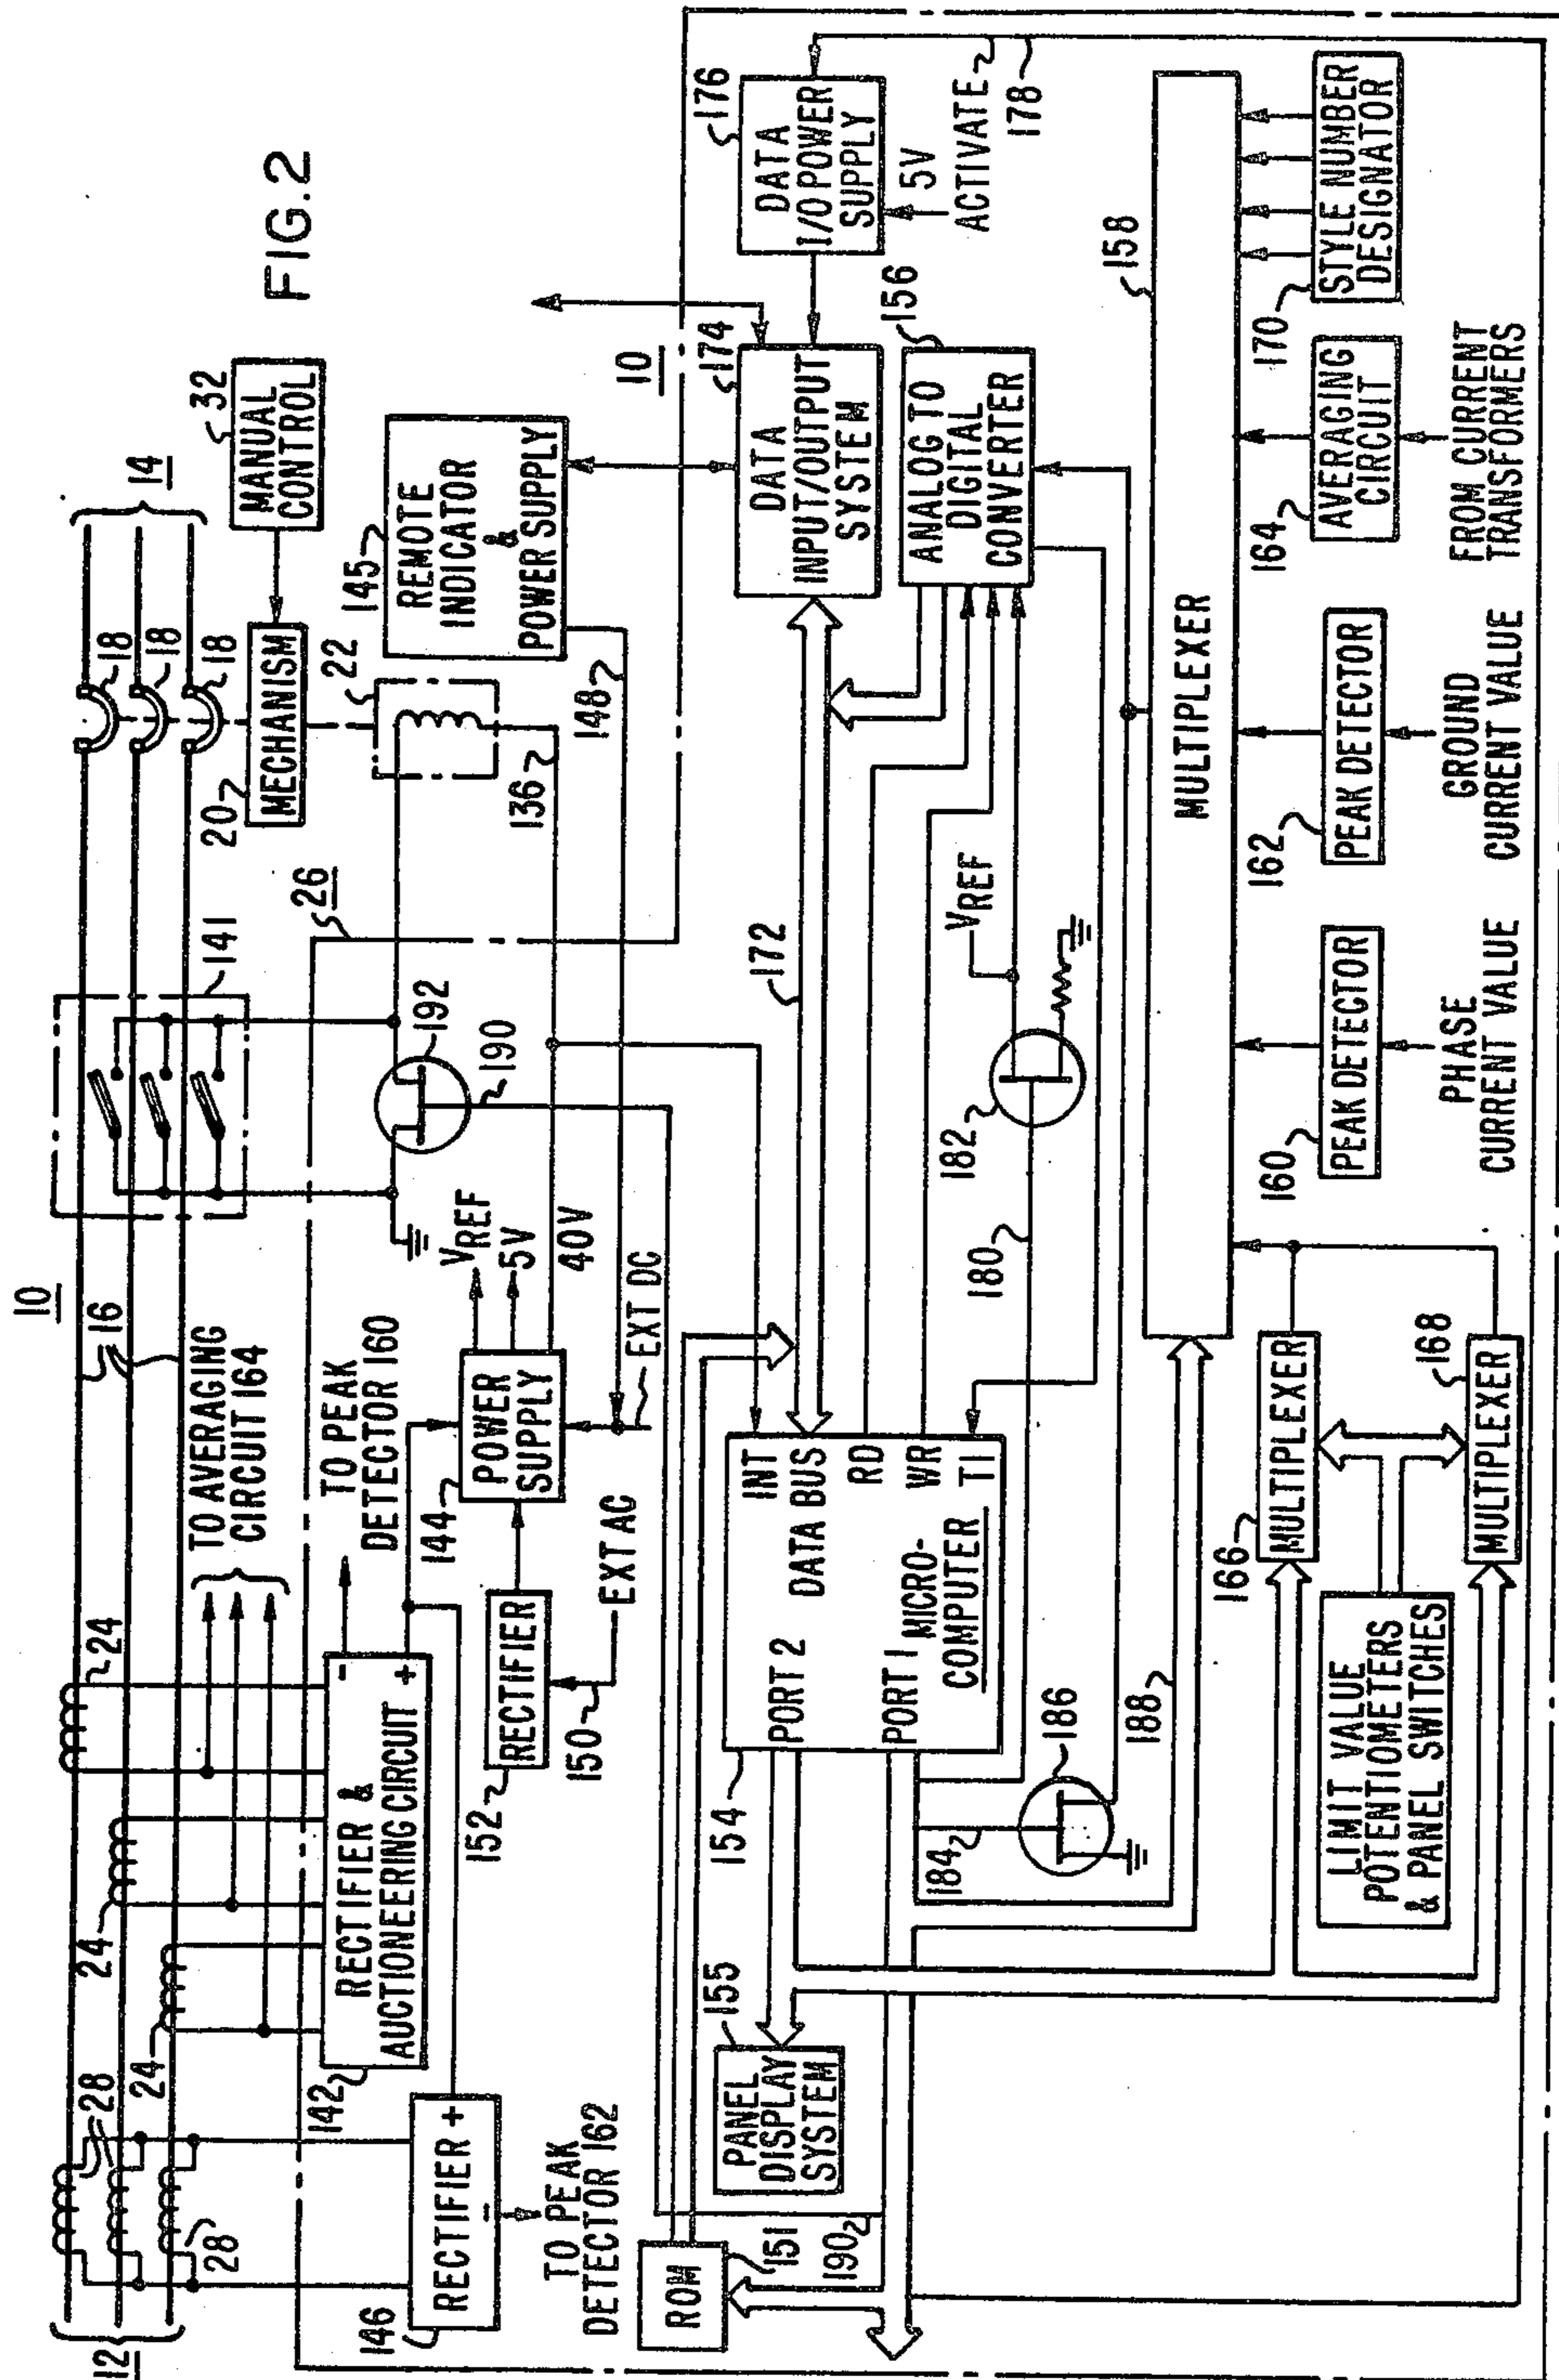 FIG.2
10
16
12
28
28
24
24
24
TO AVERAGING
CIRCUIT 164
141
18
18
18
14
20
MECHANISM
32
MANUAL
CONTROL
22
26
136
148
145
REMOTE
INDICATOR
&
POWER SUPPLY
10
146
RECTIFIER +
-
TO PEAK
DETECTOR 162
142
RECTIFIER &
AUCTIONEERING CIRCUIT
-
+
TO PEAK
DETECTOR 160
144
POWER
SUPPLY
VREF
5V
40V
EXT DC
152
RECTIFIER
150
EXT AC
192
190
ROM
151
190
155
PANEL
DISPLAY
SYSTEM
154
PORT 2
PORT 1
MICRO-
COMPUTER
INT
DATA BUS
RD
WR
T1
172
174
DATA
INPUT/OUTPUT
SYSTEM
176
DATA
I/O POWER
SUPPLY
5V
ACTIVATE
178
156
ANALOG TO
DIGITAL
CONVERTER
VREF
182
180
184
186
188
158
MULTIPLEXER
LIMIT VALUE
POTENTIOMETERS
& PANEL SWITCHES
166
MULTIPLEXER
168
MULTIPLEXER
160
PEAK DETECTOR
PHASE
CURRENT VALUE
162
PEAK DETECTOR
GROUND
CURRENT VALUE
164
AVERAGING
CIRCUIT
FROM CURRENT
TRANSFORMERS
170
STYLE NUMBER
DESIGNATOR